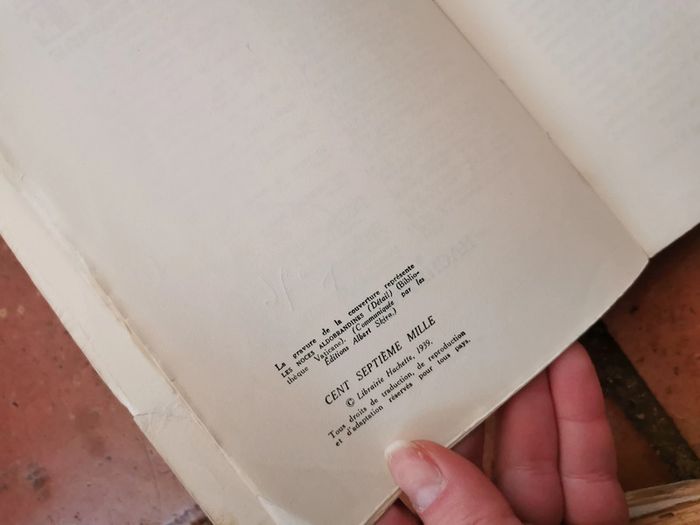 La gravure de la couverture représente
LES NOCES ALDOBRANDINES (Détail) (Biblio-
thèque Vaticane). (Communiquée par les
Éditions Albert Skira.)
CENT SEPTIÈME MILLE
© Librairie Hachette, 1939.
Tous droits de traduction, de reproduction
et d'adaptation réservés pour tous pays.